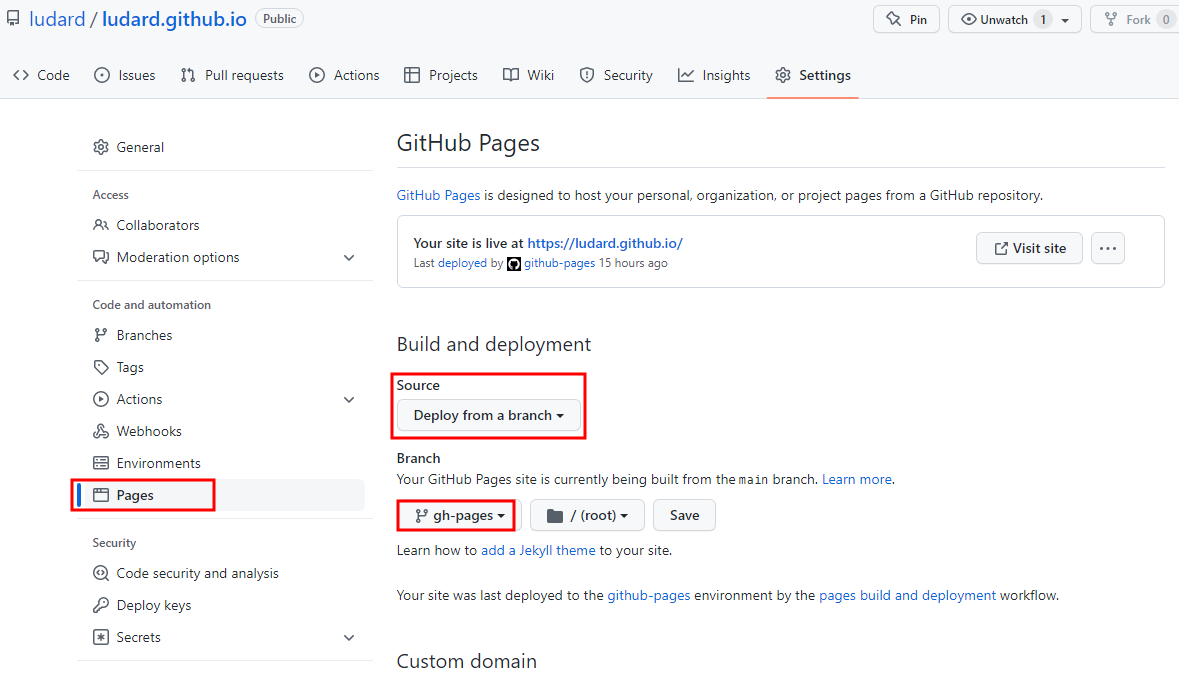 ludard / ludard.github.io Public Pin Unwatch 1 Fork 0
Code Issues Pull requests Actions Projects Wiki Security Insights Settings
General
Access
Collaborators
Moderation options
Code and automation
Branches
Tags
Actions
Webhooks
Environments
Pages
Security
Code security and analysis
Deploy keys
Secrets
GitHub Pages
GitHub Pages is designed to host your personal, organization, or project pages from a GitHub repository.
Your site is live at https://ludard.github.io/
Last deployed by github-pages 15 hours ago
Visit site
Build and deployment
Source
Deploy from a branch
Branch
Your GitHub Pages site is currently being built from the main branch. Learn more.
gh-pages / (root) Save
Learn how to add a Jekyll theme to your site.
Your site was last deployed to the github-pages environment by the pages build and deployment workflow.
Custom domain